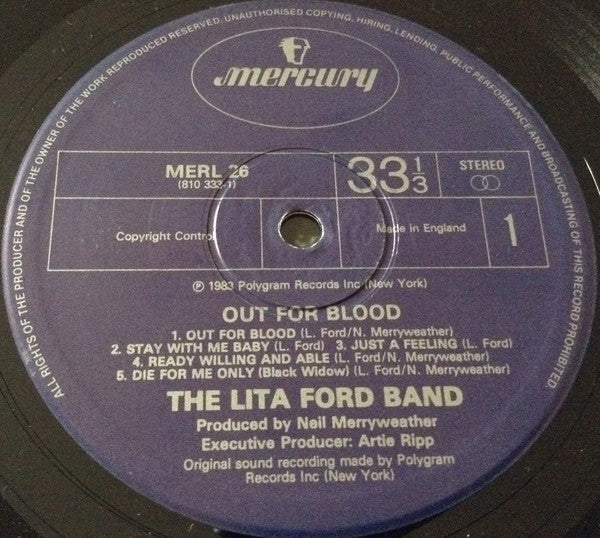 ALL RIGHTS OF THE PRODUCER AND OF THE OWNER OF THE WORK REPRODUCED RESERVED. UNAUTHORISED COPYING, HIRING, LENDING, PUBLIC PERFORMANCE AND BROADCASTING OF THIS RECORD PROHIBITED.
mercury
MERL 26
(810 333-1)
33 1/3
STEREO
Copyright Control
Made in England
1
℗ 1983 Polygram Records Inc (New York)
OUT FOR BLOOD
1. OUT FOR BLOOD (L. Ford/N. Merryweather)
2. STAY WITH ME BABY (L. Ford) 3. JUST A FEELING (L. Ford)
4. READY WILLING AND ABLE (L. Ford/N. Merryweather)
5. DIE FOR ME ONLY (Black Widow) (L. Ford/N. Merryweather)
THE LITA FORD BAND
Produced by Neil Merryweather
Executive Producer: Artie Ripp
Original sound recording made by Polygram
Records Inc (New York)